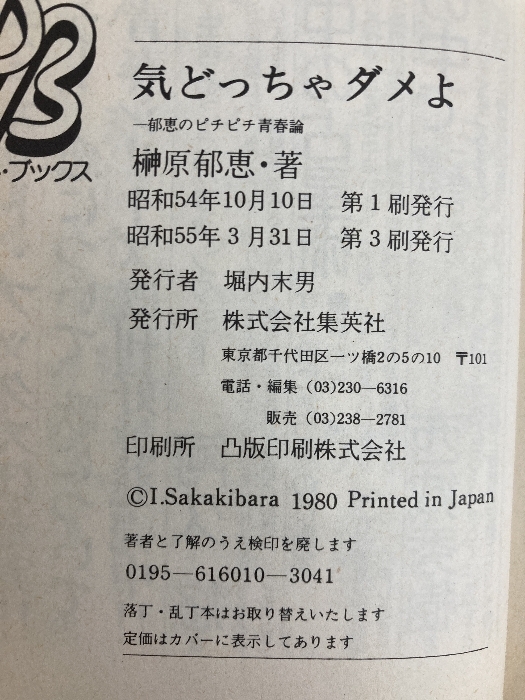 気どっちゃダメよ
―郁恵のピチピチ青春論
榊原郁恵・著
昭和54年10月10日 第1刷発行
昭和55年3月31日 第3刷発行
発行者 堀内末男
発行所 株式会社集英社
東京都千代田区一ツ橋2の5の10 〒101
電話・編集 (03)230―6316
販売 (03)238―2781
印刷所 凸版印刷株式会社
©I.Sakakibara 1980 Printed in Japan
著者と了解のうえ検印を廃します
0195―616010―3041
落丁・乱丁本はお取り替えいたします
定価はカバーに表示してあります
・ブックス